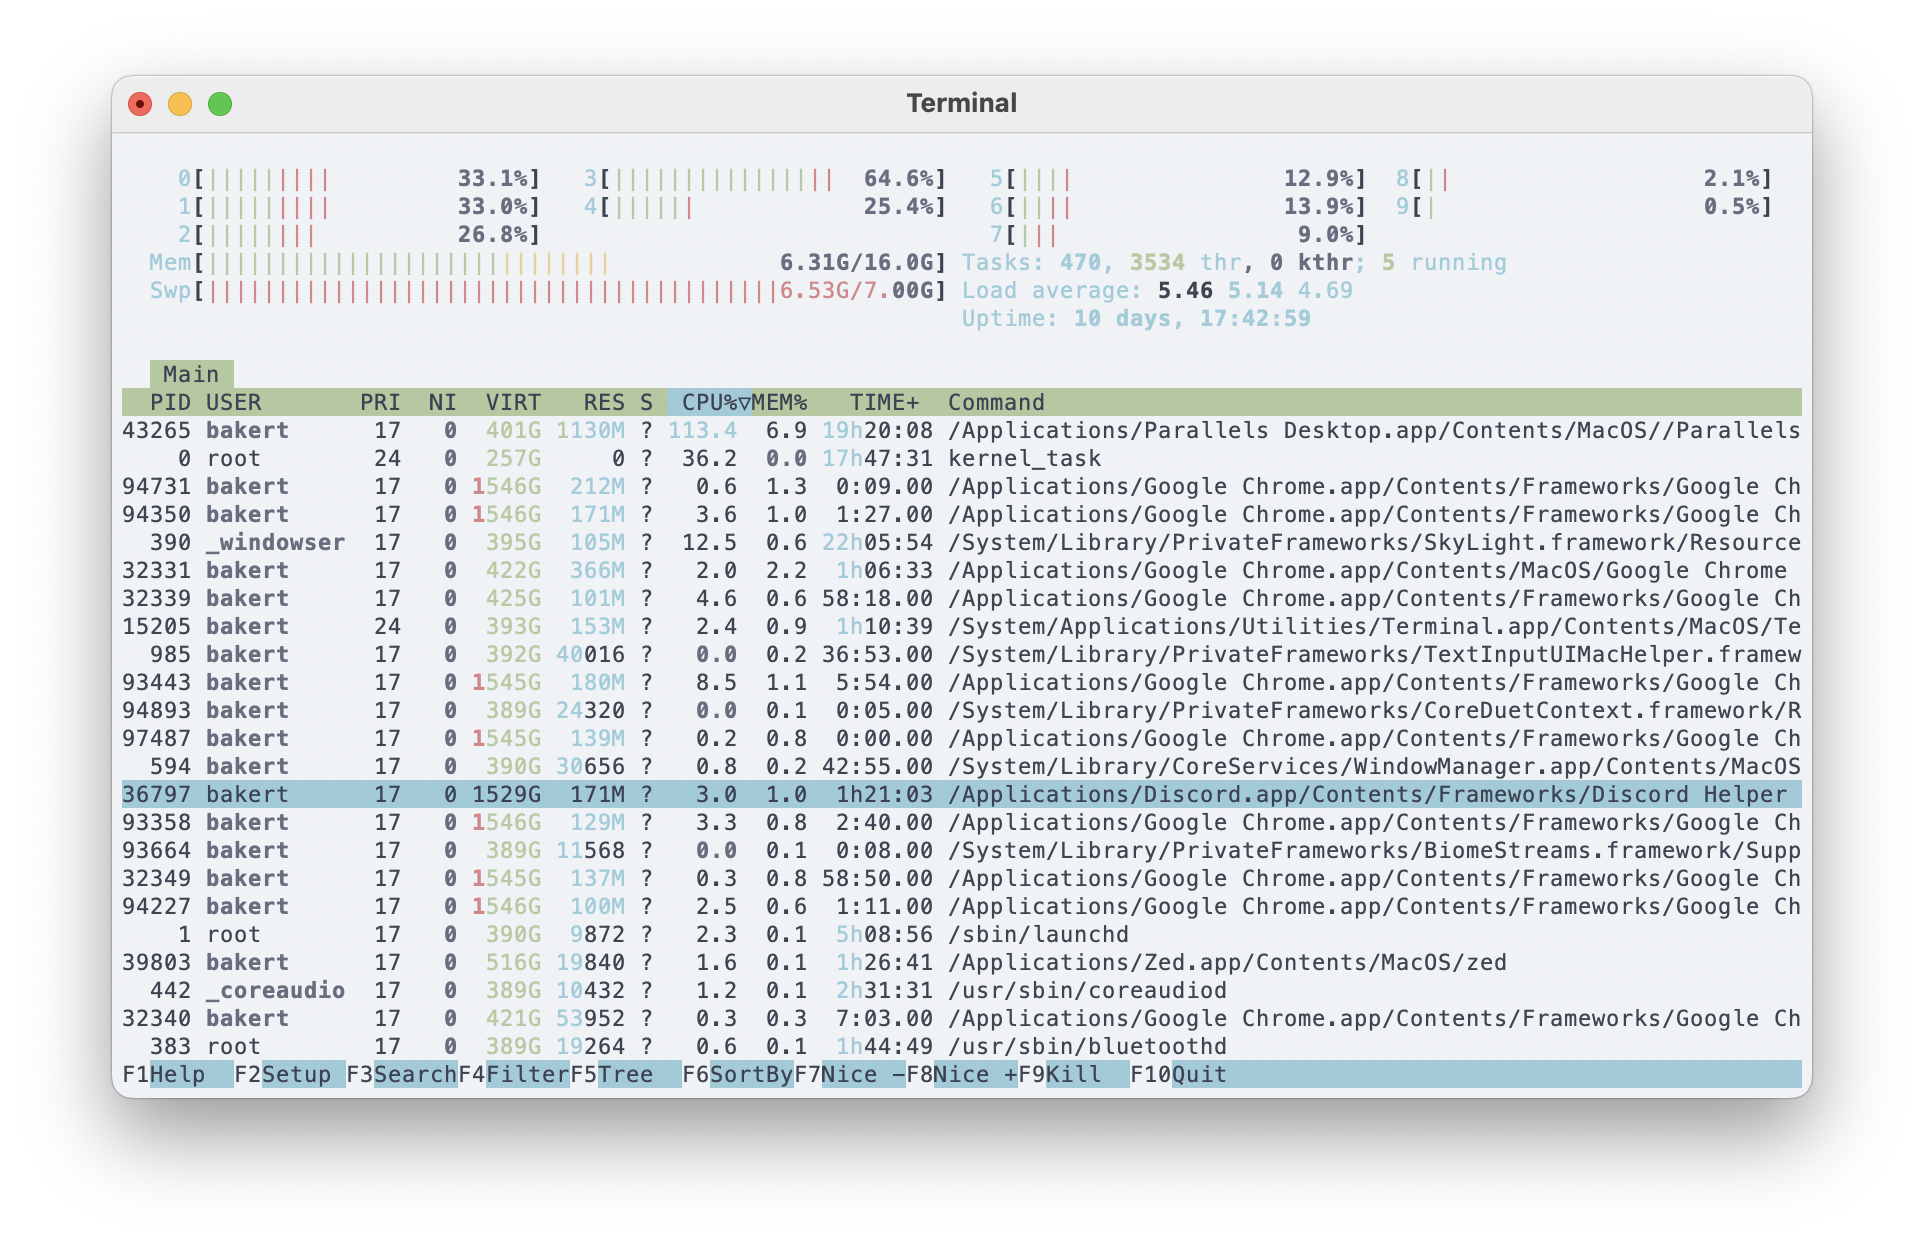 Terminal
0[||||||||| 33.1%] 3[|||||||||||||||| 64.6%] 5[|||| 12.9%] 8[|| 2.1%]
1[||||||||| 33.0%] 4[|||||| 25.4%] 6[|||| 13.9%] 9[| 0.5%]
2[|||||||| 26.8%] 7[||| 9.0%]
Mem[||||||||||||||||||||||||||||| 6.31G/16.0G] Tasks: 470, 3534 thr, 0 kthr; 5 running
Swp[|||||||||||||||||||||||||||||||||||||||||6.53G/7.00G] Load average: 5.46 5.14 4.69
Uptime: 10 days, 17:42:59
Main
PID USER PRI NI VIRT RES S CPU%▽MEM% TIME+ Command
43265 bakert 17 0 401G 1130M ? 113.4 6.9 19h20:08 /Applications/Parallels Desktop.app/Contents/MacOS//Parallels
0 root 24 0 257G 0 ? 36.2 0.0 17h47:31 kernel_task
94731 bakert 17 0 1546G 212M ? 0.6 1.3 0:09.00 /Applications/Google Chrome.app/Contents/Frameworks/Google Ch
94350 bakert 17 0 1546G 171M ? 3.6 1.0 1:27.00 /Applications/Google Chrome.app/Contents/Frameworks/Google Ch
390 _windowser 17 0 395G 105M ? 12.5 0.6 22h05:54 /System/Library/PrivateFrameworks/SkyLight.framework/Resource
32331 bakert 17 0 422G 366M ? 2.0 2.2 1h06:33 /Applications/Google Chrome.app/Contents/MacOS/Google Chrome
32339 bakert 17 0 425G 101M ? 4.6 0.6 58:18.00 /Applications/Google Chrome.app/Contents/Frameworks/Google Ch
15205 bakert 24 0 393G 153M ? 2.4 0.9 1h10:39 /System/Applications/Utilities/Terminal.app/Contents/MacOS/Te
985 bakert 17 0 392G 40016 ? 0.0 0.2 36:53.00 /System/Library/PrivateFrameworks/TextInputUIMacHelper.framew
93443 bakert 17 0 1545G 180M ? 8.5 1.1 5:54.00 /Applications/Google Chrome.app/Contents/Frameworks/Google Ch
94893 bakert 17 0 389G 24320 ? 0.0 0.1 0:05.00 /System/Library/PrivateFrameworks/CoreDuetContext.framework/R
97487 bakert 17 0 1545G 139M ? 0.2 0.8 0:00.00 /Applications/Google Chrome.app/Contents/Frameworks/Google Ch
594 bakert 17 0 390G 30656 ? 0.8 0.2 42:55.00 /System/Library/CoreServices/WindowManager.app/Contents/MacOS
36797 bakert 17 0 1529G 171M ? 3.0 1.0 1h21:03 /Applications/Discord.app/Contents/Frameworks/Discord Helper
93358 bakert 17 0 1546G 129M ? 3.3 0.8 2:40.00 /Applications/Google Chrome.app/Contents/Frameworks/Google Ch
93664 bakert 17 0 389G 11568 ? 0.0 0.1 0:08.00 /System/Library/PrivateFrameworks/BiomeStreams.framework/Supp
32349 bakert 17 0 1545G 137M ? 0.3 0.8 58:50.00 /Applications/Google Chrome.app/Contents/Frameworks/Google Ch
94227 bakert 17 0 1546G 100M ? 2.5 0.6 1:11.00 /Applications/Google Chrome.app/Contents/Frameworks/Google Ch
1 root 17 0 390G 9872 ? 2.3 0.1 5h08:56 /sbin/launchd
39803 bakert 17 0 516G 19840 ? 1.6 0.1 1h26:41 /Applications/Zed.app/Contents/MacOS/zed
442 _coreaudio 17 0 389G 10432 ? 1.2 0.1 2h31:31 /usr/sbin/coreaudiod
32340 bakert 17 0 421G 53952 ? 0.3 0.3 7:03.00 /Applications/Google Chrome.app/Contents/Frameworks/Google Ch
383 root 17 0 389G 19264 ? 0.6 0.1 1h44:49 /usr/sbin/bluetoothd
F1Help F2Setup F3SearchF4FilterF5Tree F6SortByF7Nice -F8Nice +F9Kill F10Quit